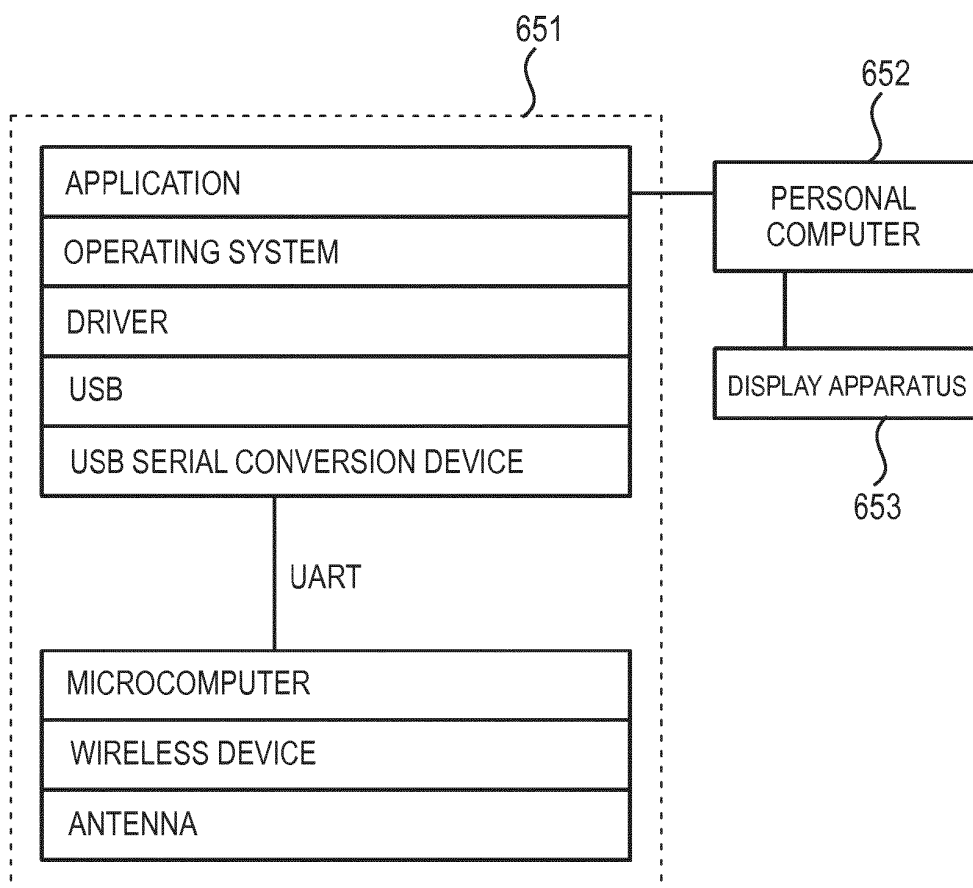 651
652
APPLICATION
OPERATING SYSTEM
DRIVER
USB
USB SERIAL CONVERSION DEVICE
UART
MICROCOMPUTER
WIRELESS DEVICE
ANTENNA
PERSONAL
COMPUTER
DISPLAY APPARATUS
653